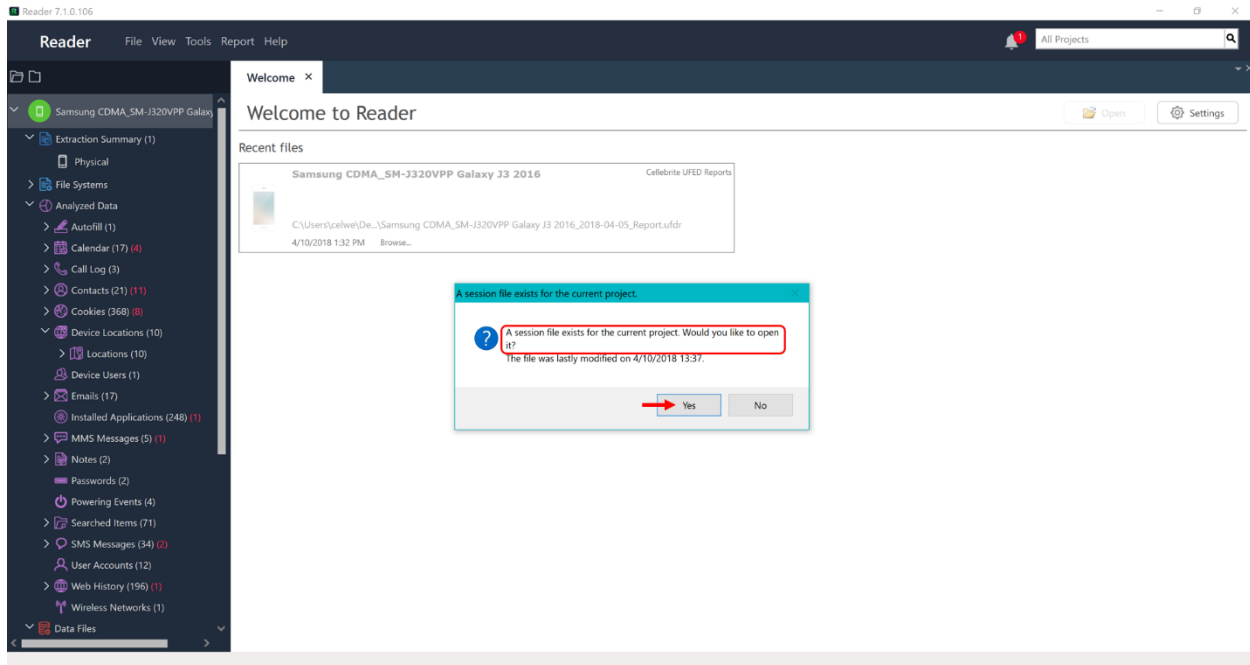 Reader 7.1.0.106
Reader File View Tools Report Help
1
All Projects
Welcome ×
Samsung CDMA_SM-J320VPP Galaxy
Welcome to Reader
Open
Settings
Extraction Summary (1)
Physical
File Systems
Analyzed Data
Autofill (1)
Calendar (17) (4)
Call Log (3)
Contacts (21) (11)
Cookies (368) (8)
Device Locations (10)
Locations (10)
Device Users (1)
Emails (17)
Installed Applications (248) (1)
MMS Messages (5) (1)
Notes (2)
Passwords (2)
Powering Events (4)
Searched Items (71)
SMS Messages (34) (2)
User Accounts (12)
Web History (196) (1)
Wireless Networks (1)
Data Files
Recent files
Samsung CDMA_SM-J320VPP Galaxy J3 2016
Cellebrite UFED Reports
C:\Users\celwe\De...\Samsung CDMA_SM-J320VPP Galaxy J3 2016_2018-04-05_Report.ufdr
4/10/2018 1:32 PM Browse...
A session file exists for the current project.
A session file exists for the current project. Would you like to open
it?
The file was lastly modified on 4/10/2018 13:37.
Yes
No